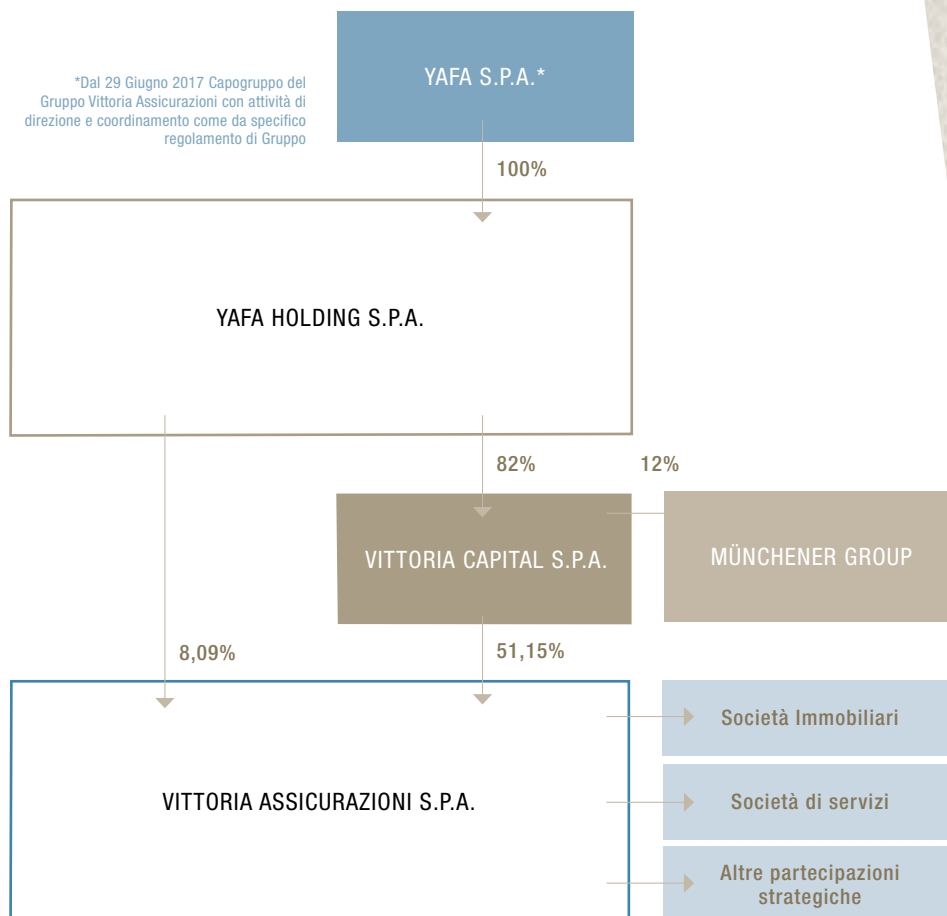 YAFA S.P.A.*
*Dal 29 Giugno 2017 Capogruppo del
Gruppo Vittoria Assicurazioni con attività di
direzione e coordinamento come da specifico
regolamento di Gruppo
100%
YAFA HOLDING S.P.A.
82%
12%
VITTORIA CAPITAL S.P.A.
MÜNCHENER GROUP
8,09%
51,15%
VITTORIA ASSICURAZIONI S.P.A.
Società Immobiliari
Società di servizi
Altre partecipazioni
strategiche